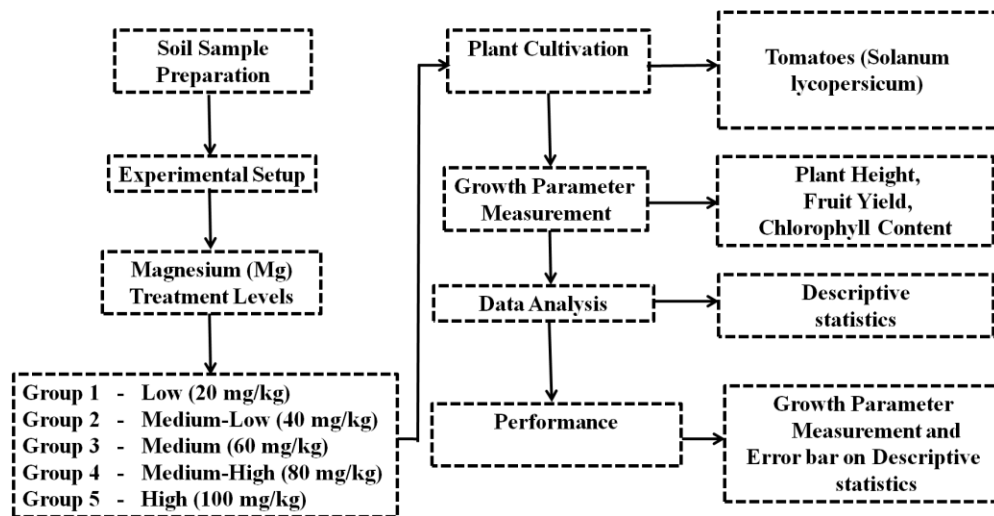 Soil Sample
Preparation
Experimental Setup
Magnesium (Mg)
Treatment Levels
Group 1 - Low (20 mg/kg)
Group 2 - Medium-Low (40 mg/kg)
Group 3 - Medium (60 mg/kg)
Group 4 - Medium-High (80 mg/kg)
Group 5 - High (100 mg/kg)
Plant Cultivation
Tomatoes (Solanum
lycopersicum)
Growth Parameter
Measurement
Plant Height,
Fruit Yield,
Chlorophyll Content
Data Analysis
Descriptive
statistics
Performance
Growth Parameter
Measurement and
Error bar on Descriptive
statistics